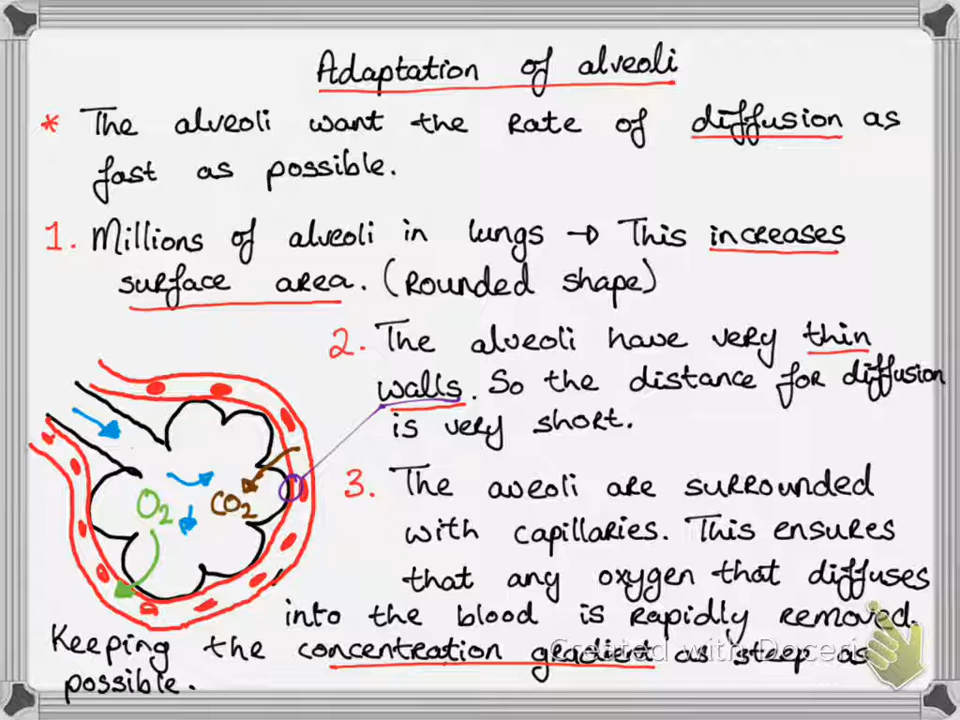 Adaptation of alveoli
* The alveoli want the rate of diffusion as
fast as possible.
1. Millions of alveoli in lungs → This increases
surface area. (Rounded shape)
2. The alveoli have very thin
walls. So the distance for diffusion
is very short.
O2
CO2
3. The aveoli are surrounded
with capillaries. This ensures
that any oxygen that diffuses
into the blood is rapidly removed.
Keeping the concentration gradient as steep as
possible.
Created with Doceri